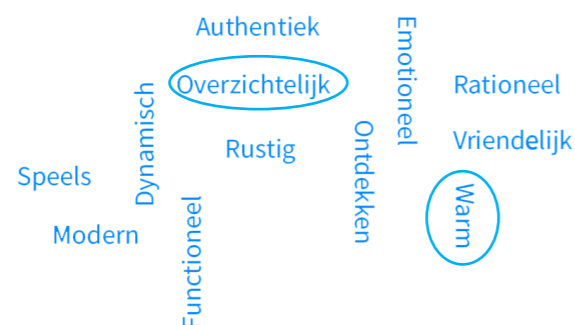 Authentiek
Emotioneel
Overzichtelijk
Rationeel
Dynamisch
Rustig
Ontdekken
Vriendelijk
Speels
Warm
Modern
Functioneel